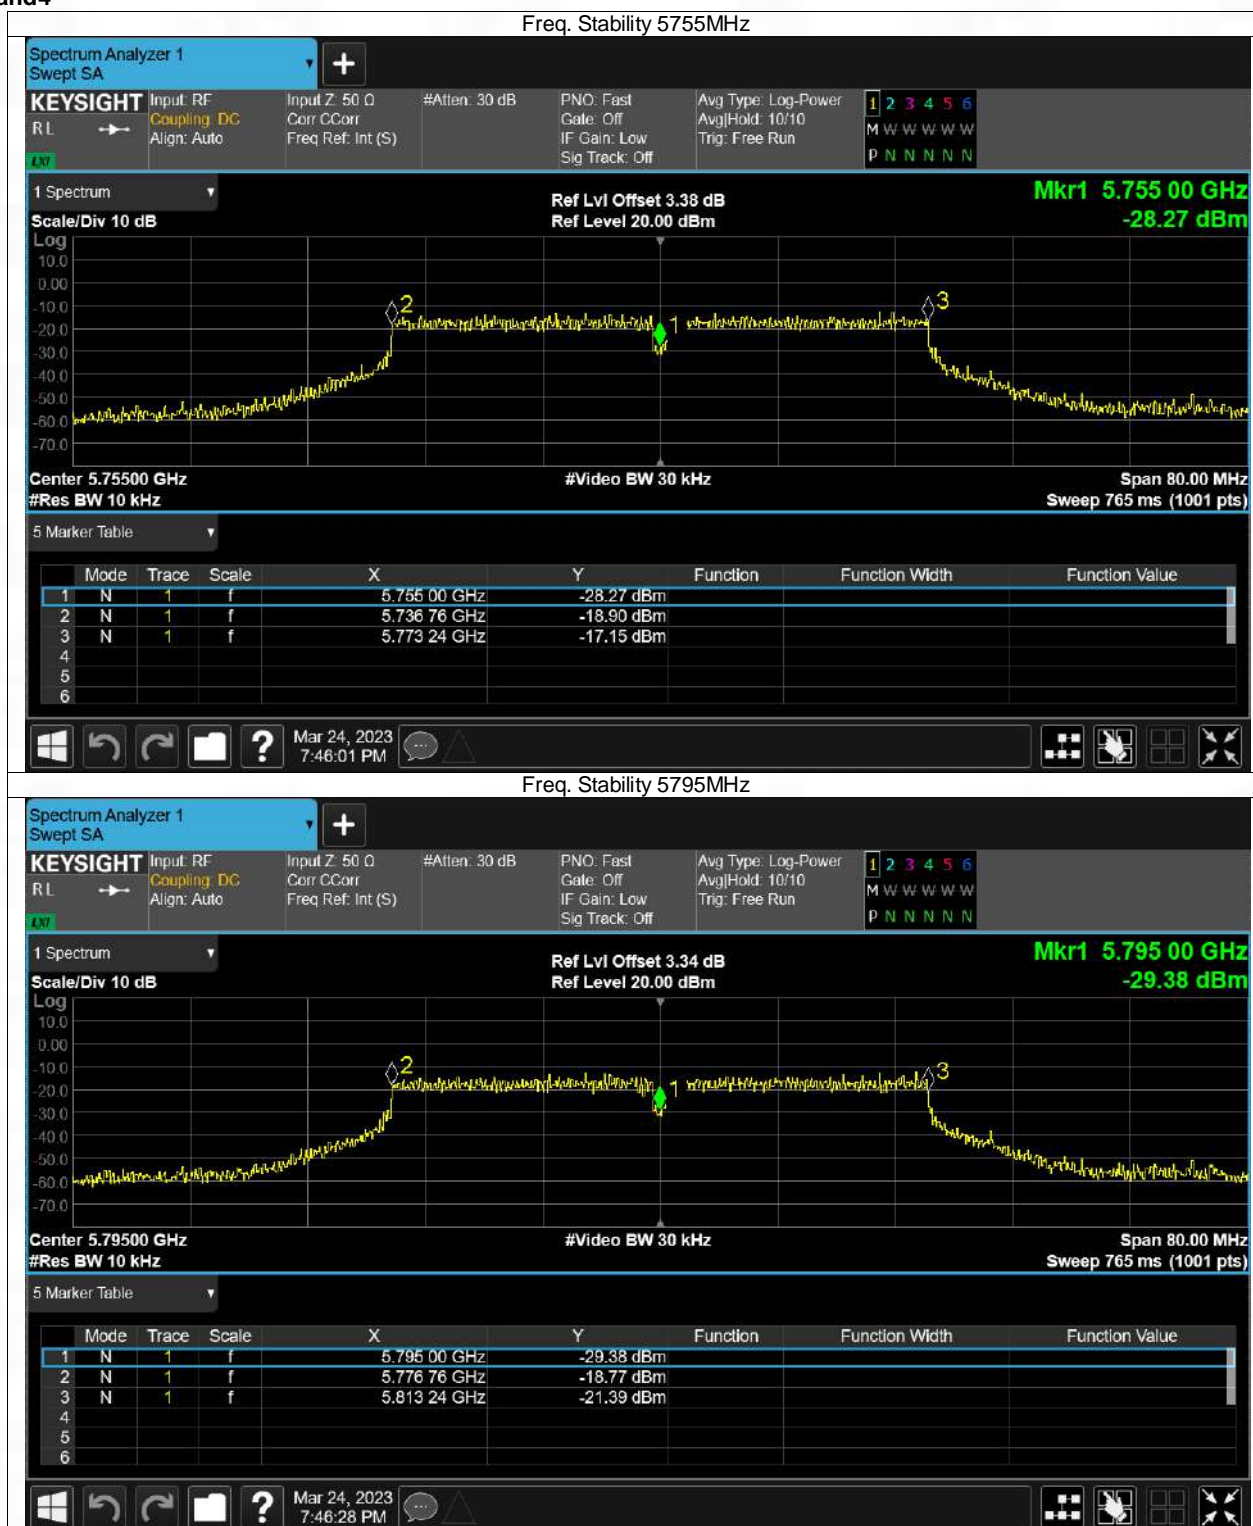 and4
Freq. Stability 5755MHz
Spectrum Analyzer 1
Swept SA
+
KEYSIGHT
RL
LXI
Input: RF
Coupling: DC
Align: Auto
Input Z: 50 Ω
Corr CCorr
Freq Ref: Int (S)
#Atten: 30 dB
PNO: Fast
Gate: Off
IF Gain: Low
Sig Track: Off
Avg Type: Log-Power
Avg|Hold: 10/10
Trig: Free Run
1 2 3 4 5 6
M W W W W W
P N N N N N
1 Spectrum
Scale/Div 10 dB
Ref Lvl Offset 3.38 dB
Ref Level 20.00 dBm
Mkr1 5.755 00 GHz
-28.27 dBm
Log
10.0
0.00
-10.0
-20.0
-30.0
-40.0
-50.0
-60.0
-70.0
2
1
3
Center 5.75500 GHz
#Video BW 30 kHz
Span 80.00 MHz
#Res BW 10 kHz
Sweep 765 ms (1001 pts)
5 Marker Table
Mode Trace Scale X Y Function Function Width Function Value
1 N 1 f 5.755 00 GHz -28.27 dBm
2 N 1 f 5.736 76 GHz -18.90 dBm
3 N 1 f 5.773 24 GHz -17.15 dBm
4
5
6
?
Mar 24, 2023
7:46:01 PM
Freq. Stability 5795MHz
Spectrum Analyzer 1
Swept SA
+
KEYSIGHT
RL
LXI
Input: RF
Coupling: DC
Align: Auto
Input Z: 50 Ω
Corr CCorr
Freq Ref: Int (S)
#Atten: 30 dB
PNO: Fast
Gate: Off
IF Gain: Low
Sig Track: Off
Avg Type: Log-Power
Avg|Hold: 10/10
Trig: Free Run
1 2 3 4 5 6
M W W W W W
P N N N N N
1 Spectrum
Scale/Div 10 dB
Ref Lvl Offset 3.34 dB
Ref Level 20.00 dBm
Mkr1 5.795 00 GHz
-29.38 dBm
Log
10.0
0.00
-10.0
-20.0
-30.0
-40.0
-50.0
-60.0
-70.0
2
1
3
Center 5.79500 GHz
#Video BW 30 kHz
Span 80.00 MHz
#Res BW 10 kHz
Sweep 765 ms (1001 pts)
5 Marker Table
Mode Trace Scale X Y Function Function Width Function Value
1 N 1 f 5.795 00 GHz -29.38 dBm
2 N 1 f 5.776 76 GHz -18.77 dBm
3 N 1 f 5.813 24 GHz -21.39 dBm
4
5
6
?
Mar 24, 2023
7:46:28 PM